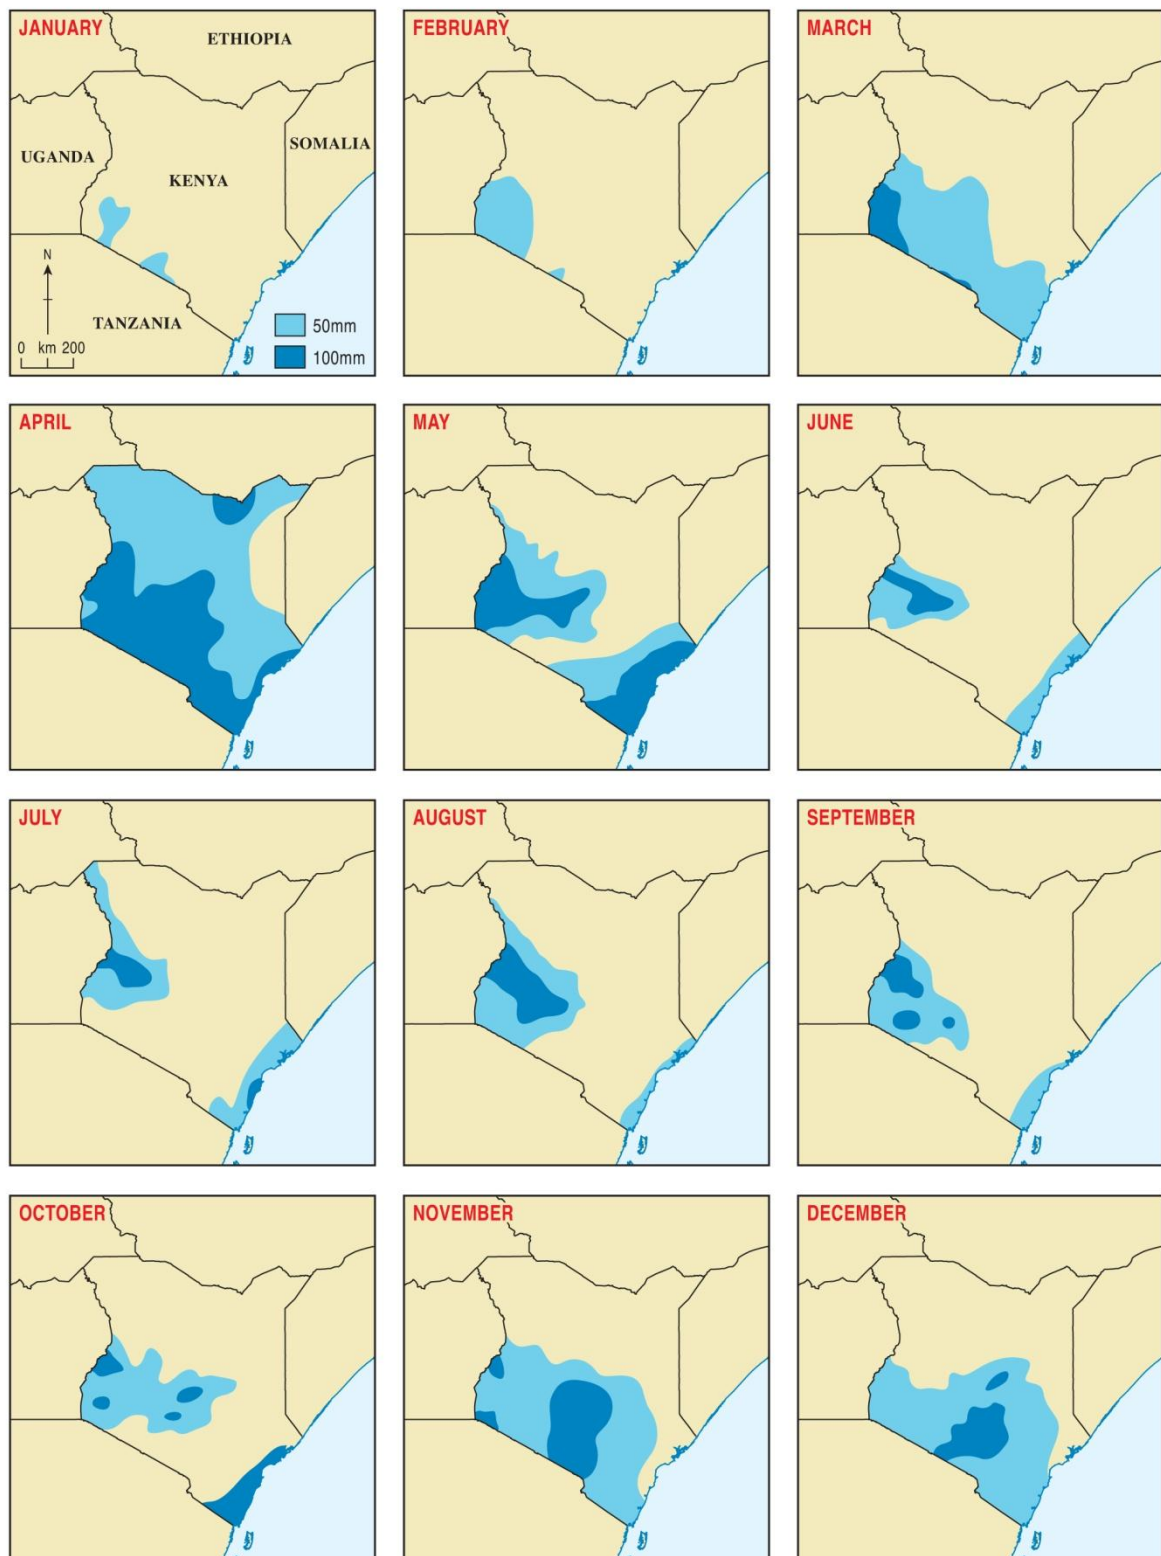 JANUARY
ETHIOPIA
UGANDA
SOMALIA
KENYA
N
TANZANIA
50mm
0 km 200
100mm
FEBRUARY
MARCH
APRIL
MAY
JUNE
JULY
AUGUST
SEPTEMBER
OCTOBER
NOVEMBER
DECEMBER